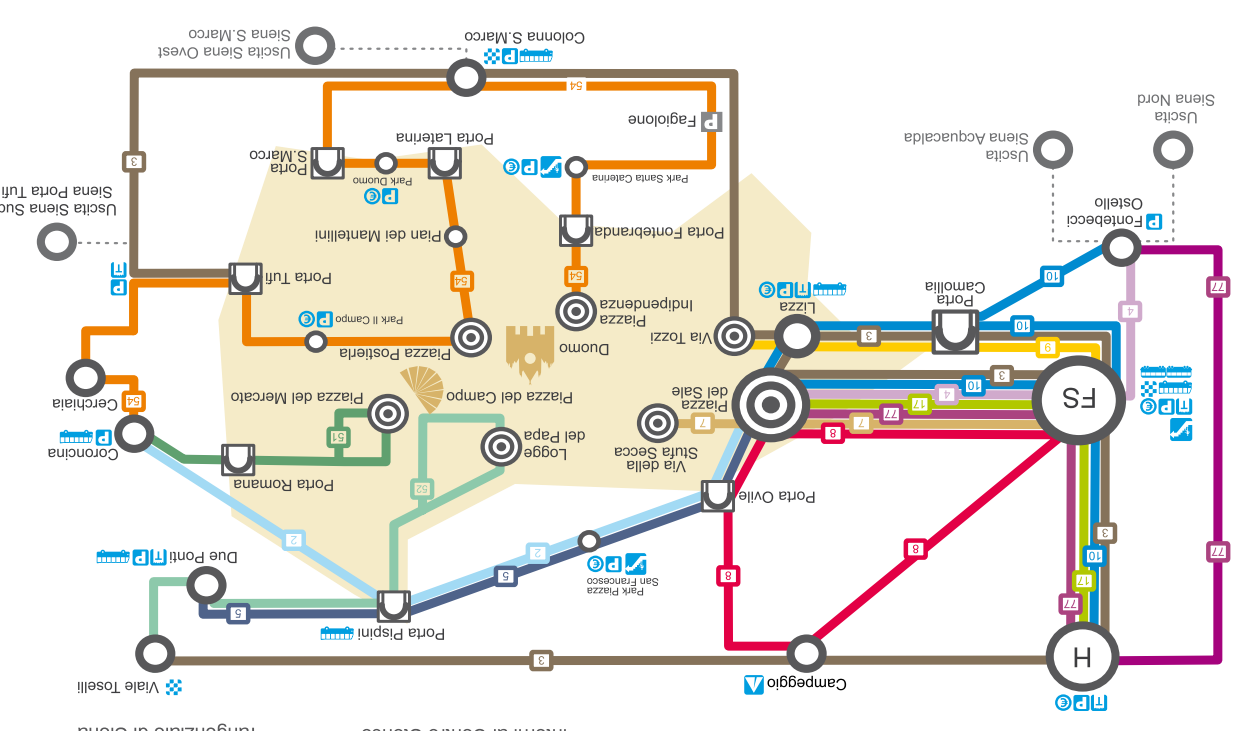 P
T
H
Campeggio
Viale Toselli
3
Porta Pispini
5
77
8
Park Piazza
San Francesco
17
5
Due Ponti
P
T
10
77
8
2
2
3
Porta Ovile
Porta Romana
52
Via della
Stufa Secca
Logge
del Papa
Coroncina
P
8
51
7
7
77
Piazza
del Sale
17
4
FS
T
P
Piazza del Campo
Piazza del Mercato
54
Cerchiaia
10
3
9
Duomo
Piazza Postierla
3
Via Tozzi
10
Park Il Campo
P
4
Porta
Camollia
Lizza
T
P
Piazza
Indipendenza
77
10
54
54
Porta Tufi
P
T
P
Fontebecci
Ostello
Porta Fontebranda
Pian dei Mantellini
Uscita Siena Sud
Siena Porta Tufi
P
Park Duomo
Park Santa Caterina
P
Porta
S.Marco
3
Uscita
Siena Acquacalda
Porta Laterina
Fagiolone
P
Uscita
Siena Nord
54
P
Colonna S.Marco
Uscita Siena Ovest
Siena S.Marco